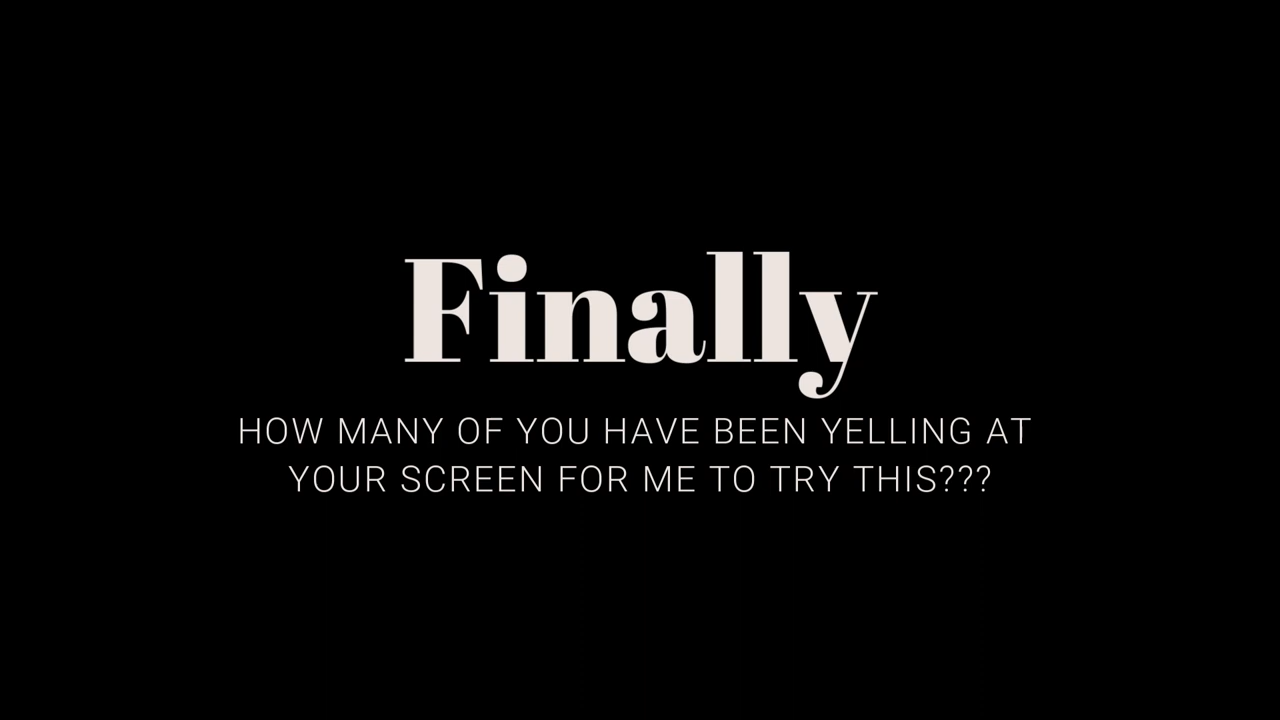 Finally
HOW MANY OF YOU HAVE BEEN YELLING AT
YOUR SCREEN FOR ME TO TRY THIS???